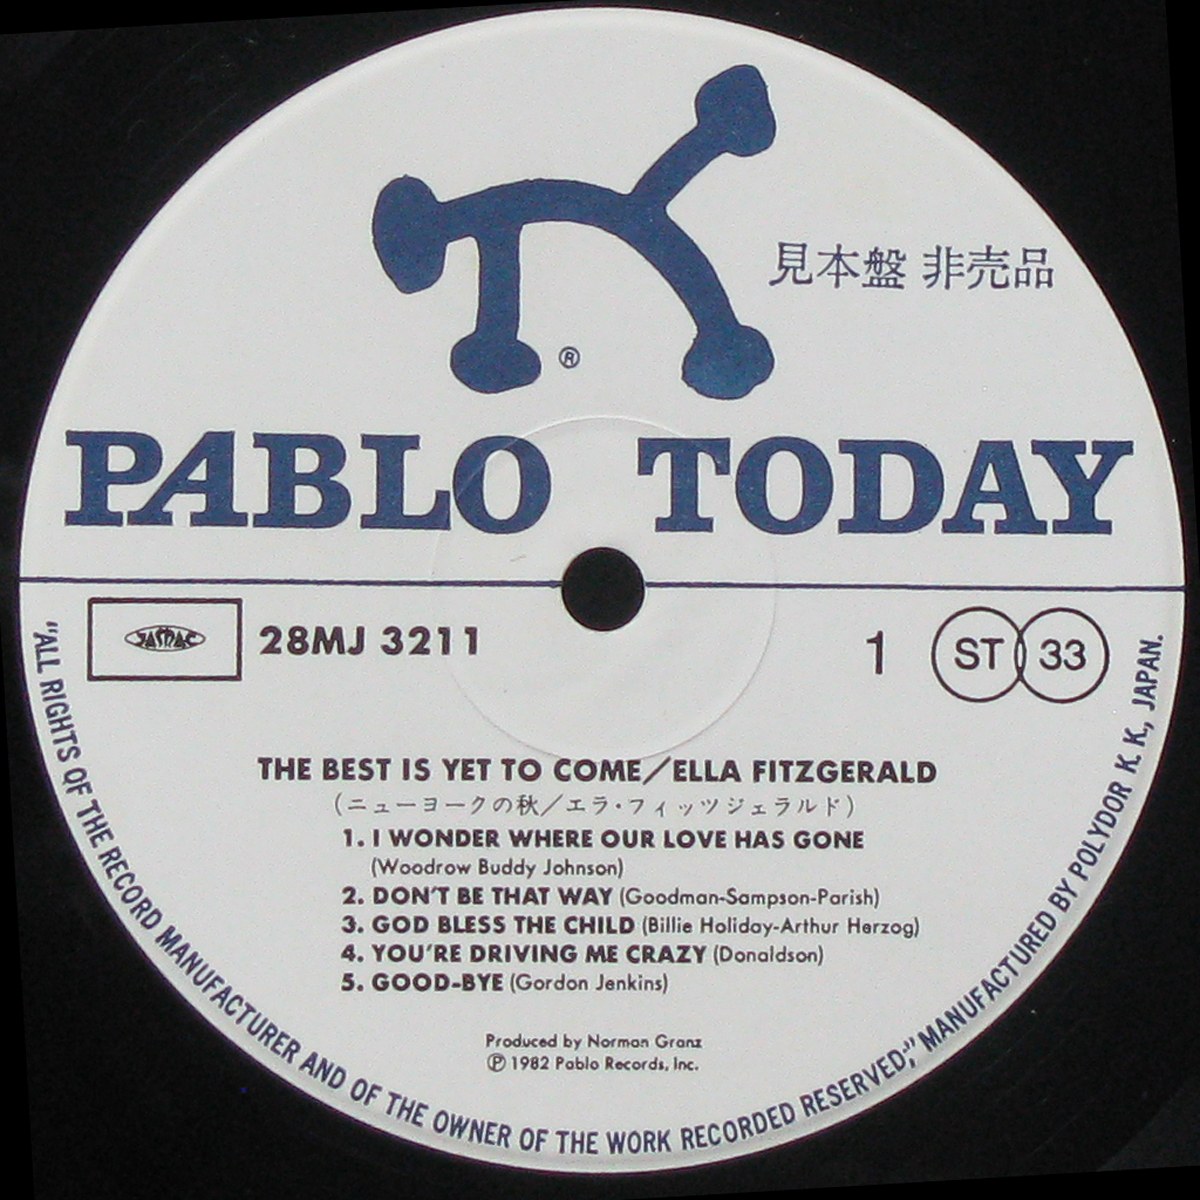 見本盤 非売品
®
PABLO TODAY
JASRAC
28MJ 3211
1
ST 33
THE BEST IS YET TO COME/ELLA FITZGERALD
(ニューヨークの秋/エラ・フィッツジェラルド)
1. I WONDER WHERE OUR LOVE HAS GONE
(Woodrow Buddy Johnson)
2. DON'T BE THAT WAY (Goodman-Sampson-Parish)
3. GOD BLESS THE CHILD (Billie Holiday-Arthur Herzog)
4. YOU'RE DRIVING ME CRAZY (Donaldson)
5. GOOD-BYE (Gordon Jenkins)
Produced by Norman Granz
Ⓟ 1982 Pablo Records, Inc.
"ALL RIGHTS OF THE RECORD MANUFACTURER AND OF THE OWNER OF THE WORK RECORDED RESERVED;" MANUFACTURED BY POLYDOR K. K., JAPAN.